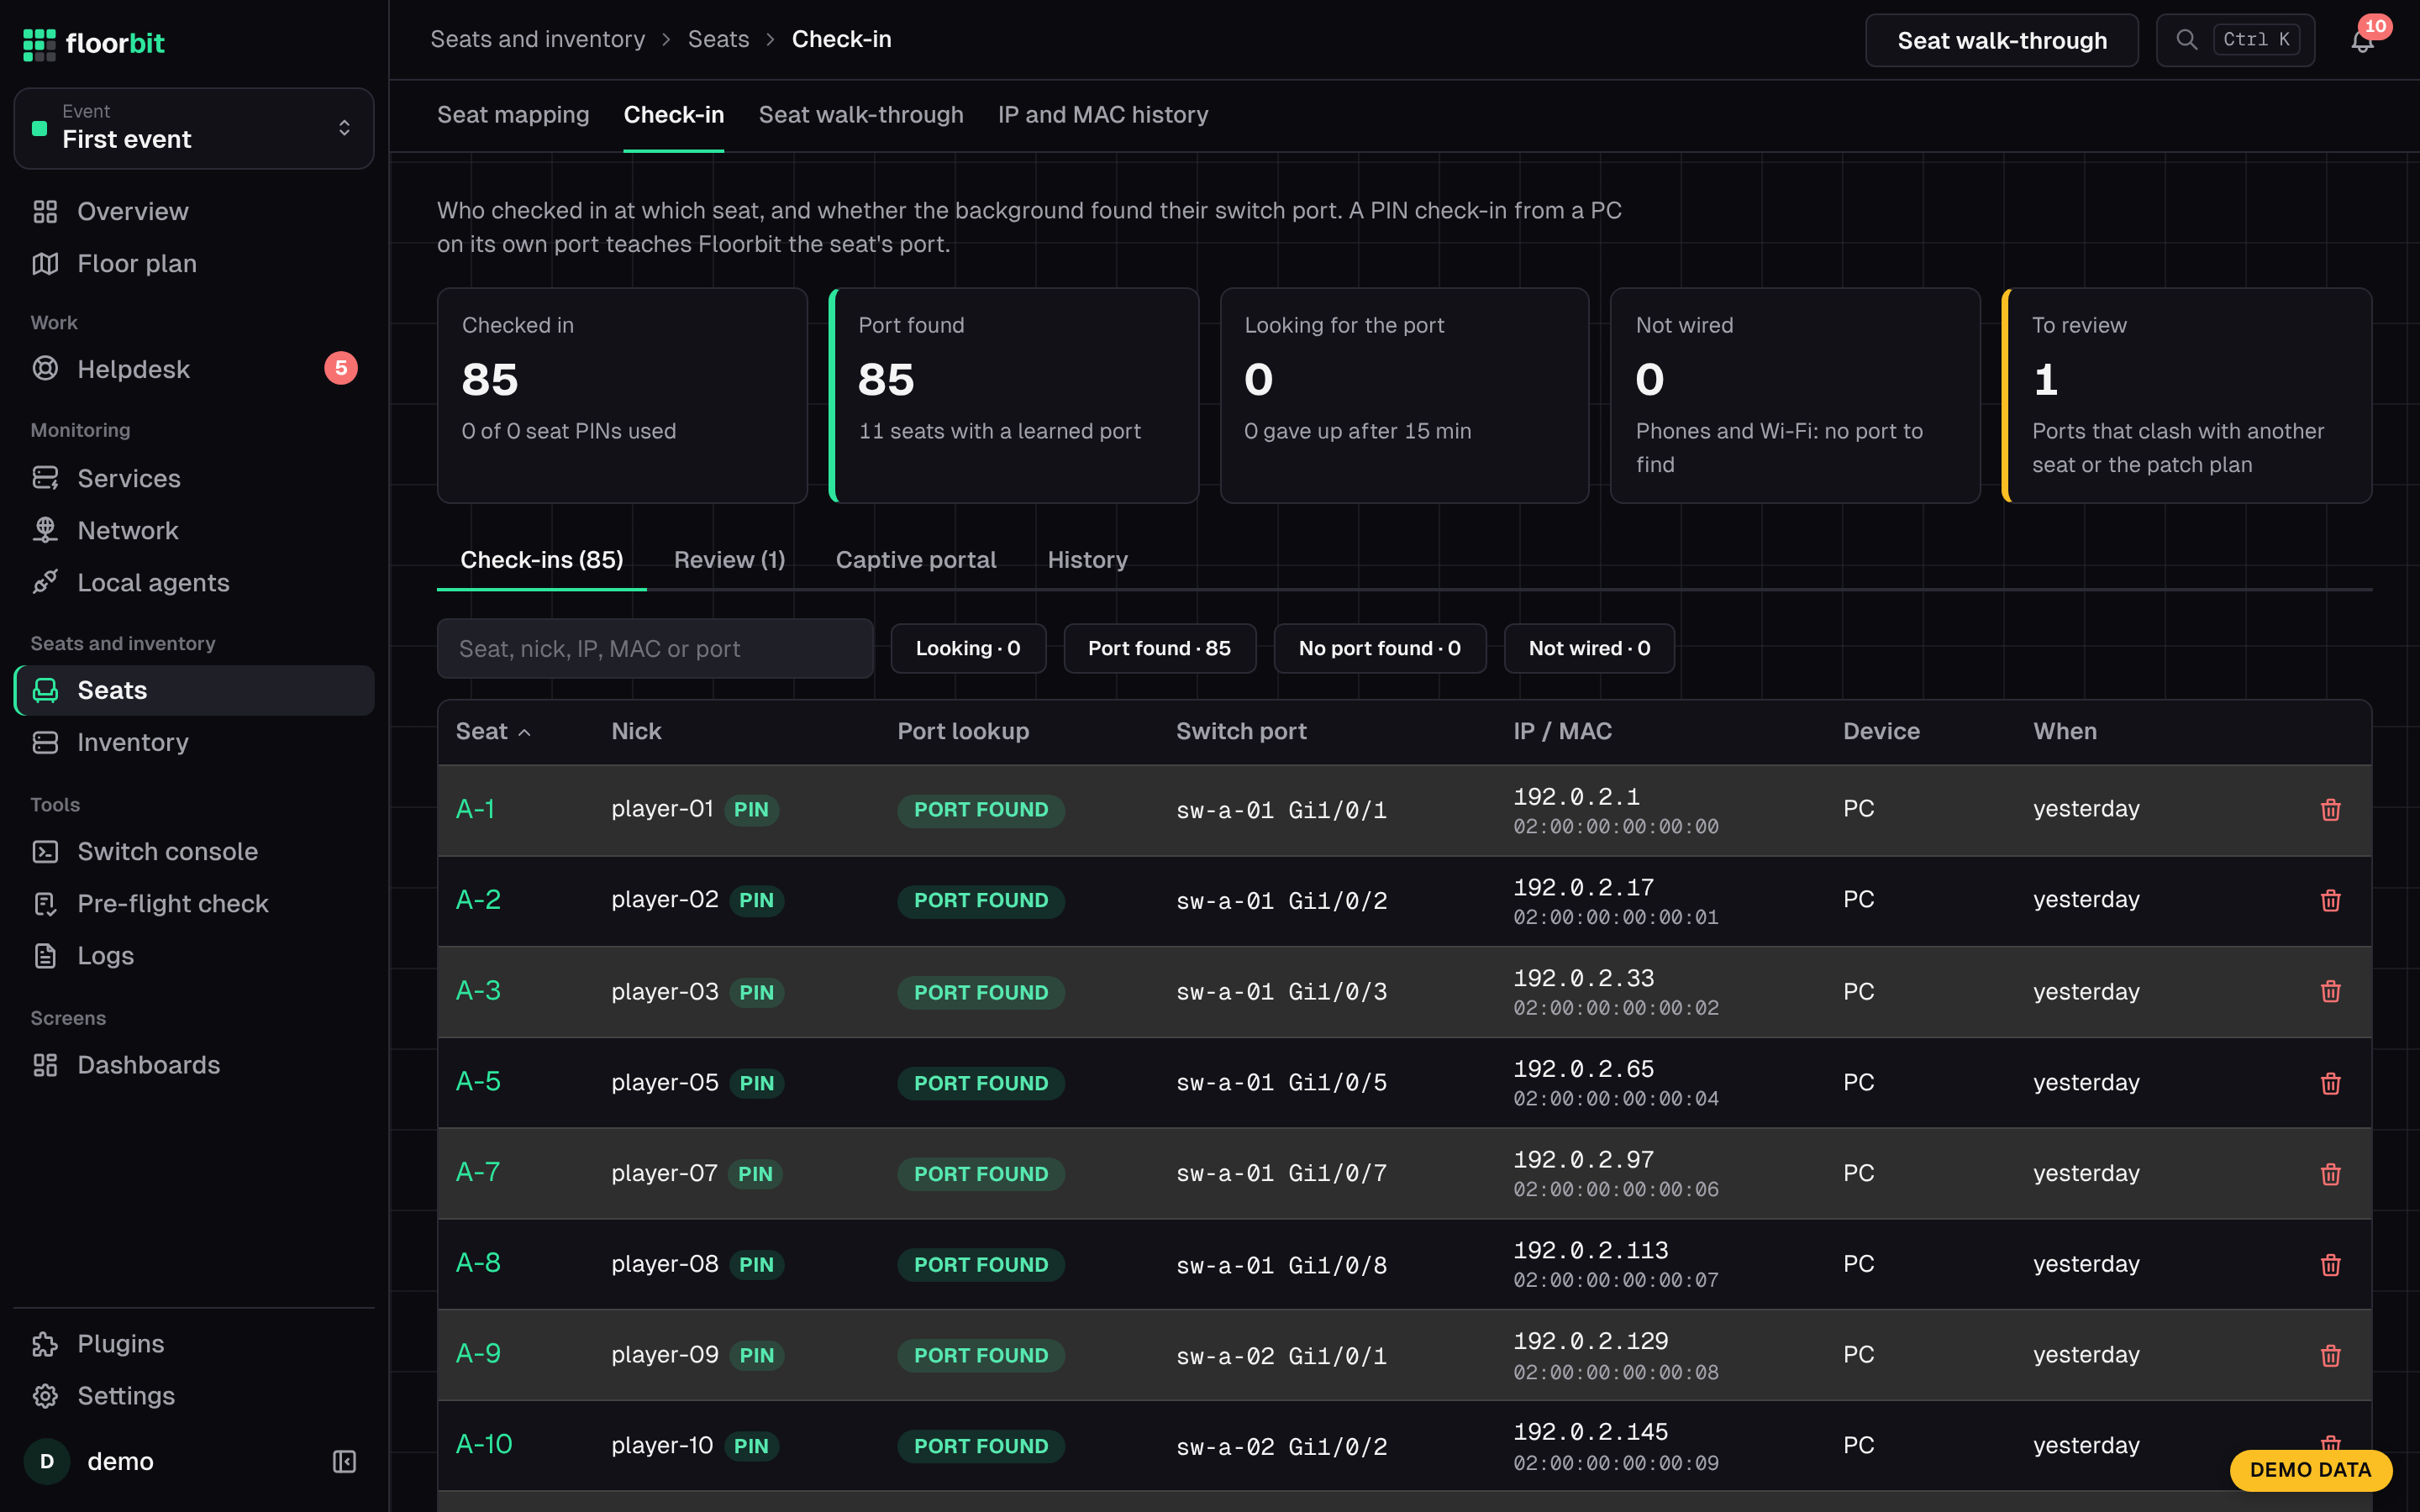 floorbit
Event
First event
Overview
Floor plan
Work
Helpdesk 5
Monitoring
Services
Network
Local agents
Seats and inventory
Seats
Inventory
Tools
Switch console
Pre-flight check
Logs
Screens
Dashboards
Plugins
Settings
D demo
Seats and inventory > Seats > Check-in
Seat walk-through
Ctrl K
10
Seat mapping Check-in Seat walk-through IP and MAC history
Who checked in at which seat, and whether the background found their switch port. A PIN check-in from a PC
on its own port teaches Floorbit the seat's port.
Checked in
85
0 of 0 seat PINs used
Port found
85
11 seats with a learned port
Looking for the port
0
0 gave up after 15 min
Not wired
0
Phones and Wi-Fi: no port to
find
To review
1
Ports that clash with another
seat or the patch plan
Check-ins (85) Review (1) Captive portal History
Seat, nick, IP, MAC or port
Looking · 0 Port found · 85 No port found · 0 Not wired · 0
Seat Nick Port lookup Switch port IP / MAC Device When
A-1 player-01 PIN PORT FOUND sw-a-01 Gi1/0/1 192.0.2.1 PC yesterday
02:00:00:00:00:00
A-2 player-02 PIN PORT FOUND sw-a-01 Gi1/0/2 192.0.2.17 PC yesterday
02:00:00:00:00:01
A-3 player-03 PIN PORT FOUND sw-a-01 Gi1/0/3 192.0.2.33 PC yesterday
02:00:00:00:00:02
A-5 player-05 PIN PORT FOUND sw-a-01 Gi1/0/5 192.0.2.65 PC yesterday
02:00:00:00:00:04
A-7 player-07 PIN PORT FOUND sw-a-01 Gi1/0/7 192.0.2.97 PC yesterday
02:00:00:00:00:06
A-8 player-08 PIN PORT FOUND sw-a-01 Gi1/0/8 192.0.2.113 PC yesterday
02:00:00:00:00:07
A-9 player-09 PIN PORT FOUND sw-a-02 Gi1/0/1 192.0.2.129 PC yesterday
02:00:00:00:00:08
A-10 player-10 PIN PORT FOUND sw-a-02 Gi1/0/2 192.0.2.145 PC yesterday
02:00:00:00:00:09
DEMO DATA